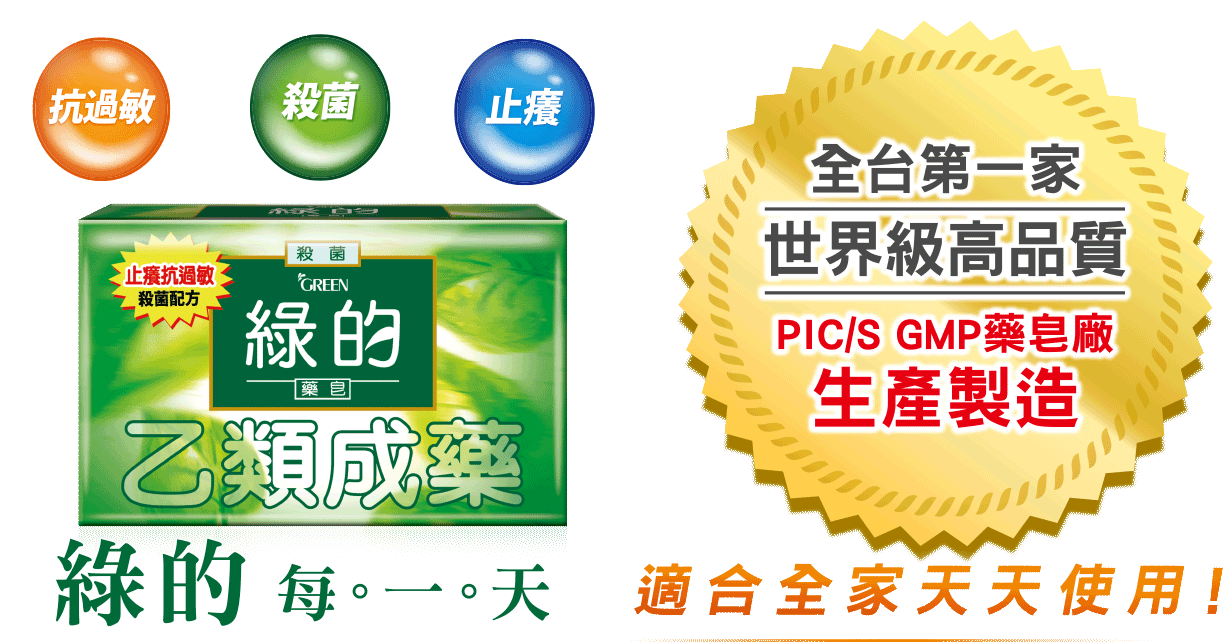 抗過敏
殺菌
止癢
綠的
止癢抗過敏
殺菌配方
殺菌
GREEN
綠的
藥皂
乙類成藥
綠的 每。一。天
全台第一家
世界級高品質
PIC/S GMP藥皂廠
生產製造
適合全家天天使用！